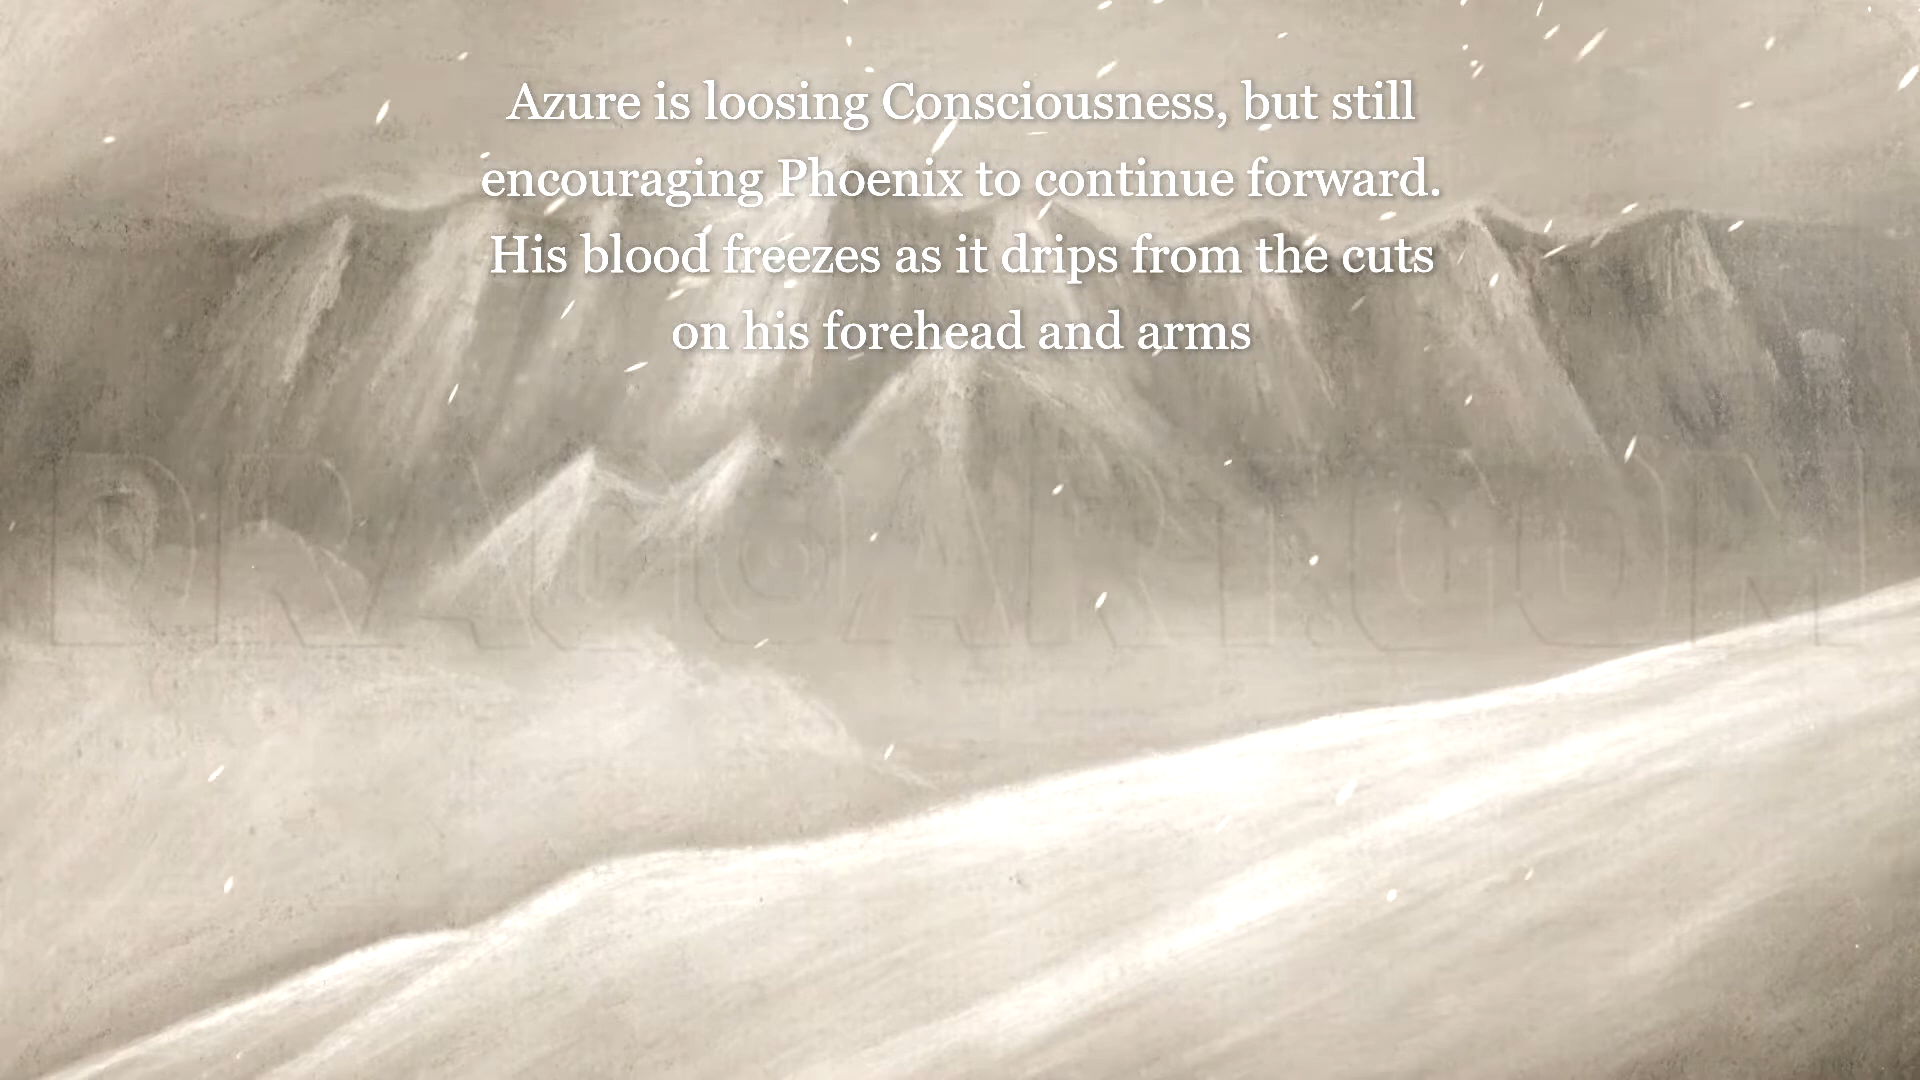 Azure is loosing Consciousness, but still
encouraging Phoenix to continue forward.
His blood freezes as it drips from the cuts
on his forehead and arms